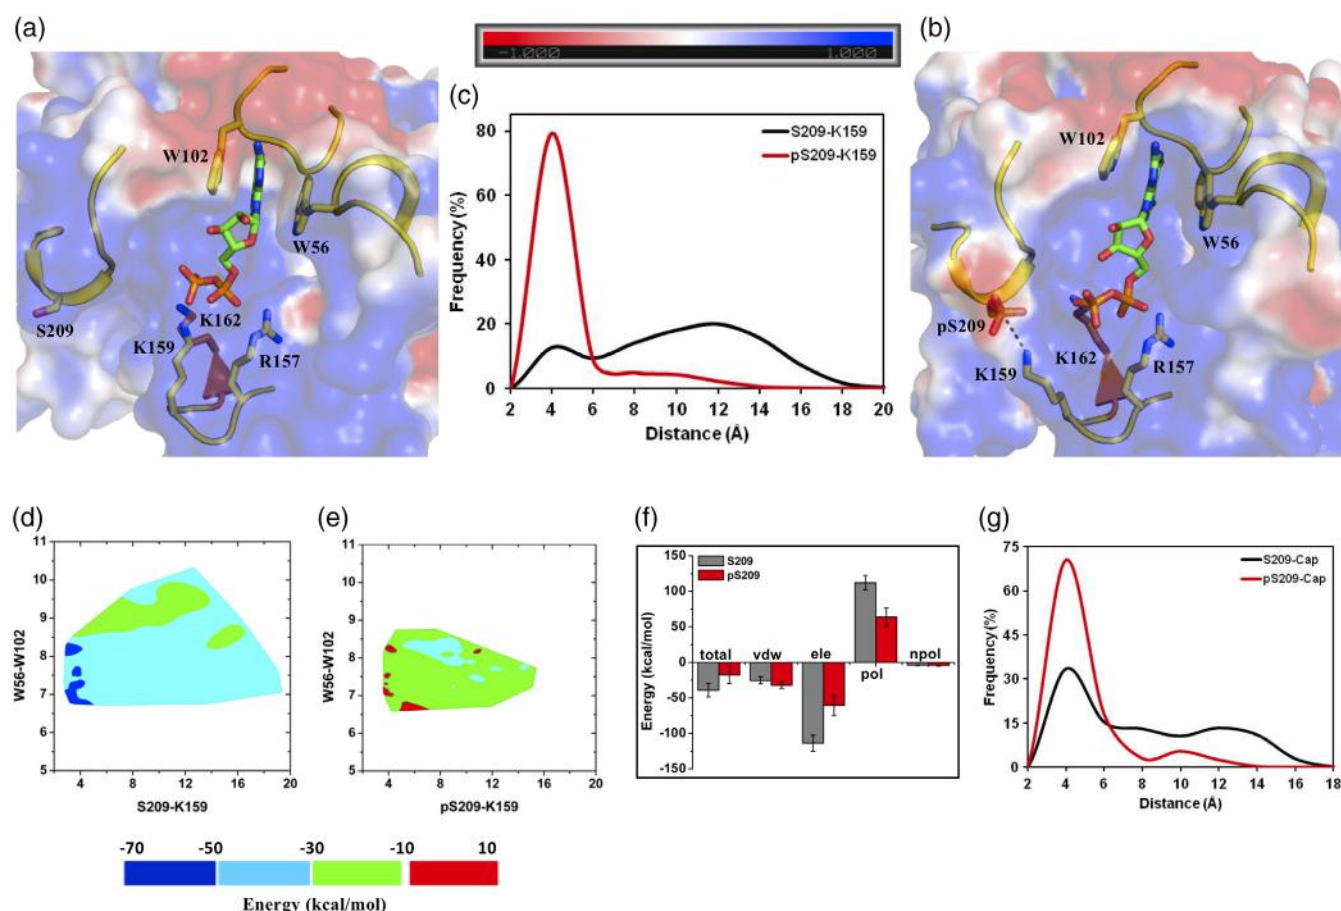 (a)
-1.000 1.000
(b)
W102
W56
S209
K162
K159
R157
(c)
80
60
40
20
0
Frequency (%)
S209-K159
pS209-K159
2 4 6 8 10 12 14 16 18 20
Distance (Å)
W102
W56
pS209
K162
K159
R157
(d)
11
10
9
8
7
6
5
W56-W102
4 8 12 16 20
S209-K159
(e)
11
10
9
8
7
6
5
W56-W102
4 8 12 16 20
pS209-K159
(f)
150
100
50
0
-50
-100
-150
Energy (kcal/mol)
S209
pS209
total vdw ele npol
pol
(g)
75
60
45
30
15
0
Frequency (%)
S209-Cap
pS209-Cap
2 4 6 8 10 12 14 16 18
Distance (Å)
-70 -50 -30 -10 10
Energy (kcal/mol)